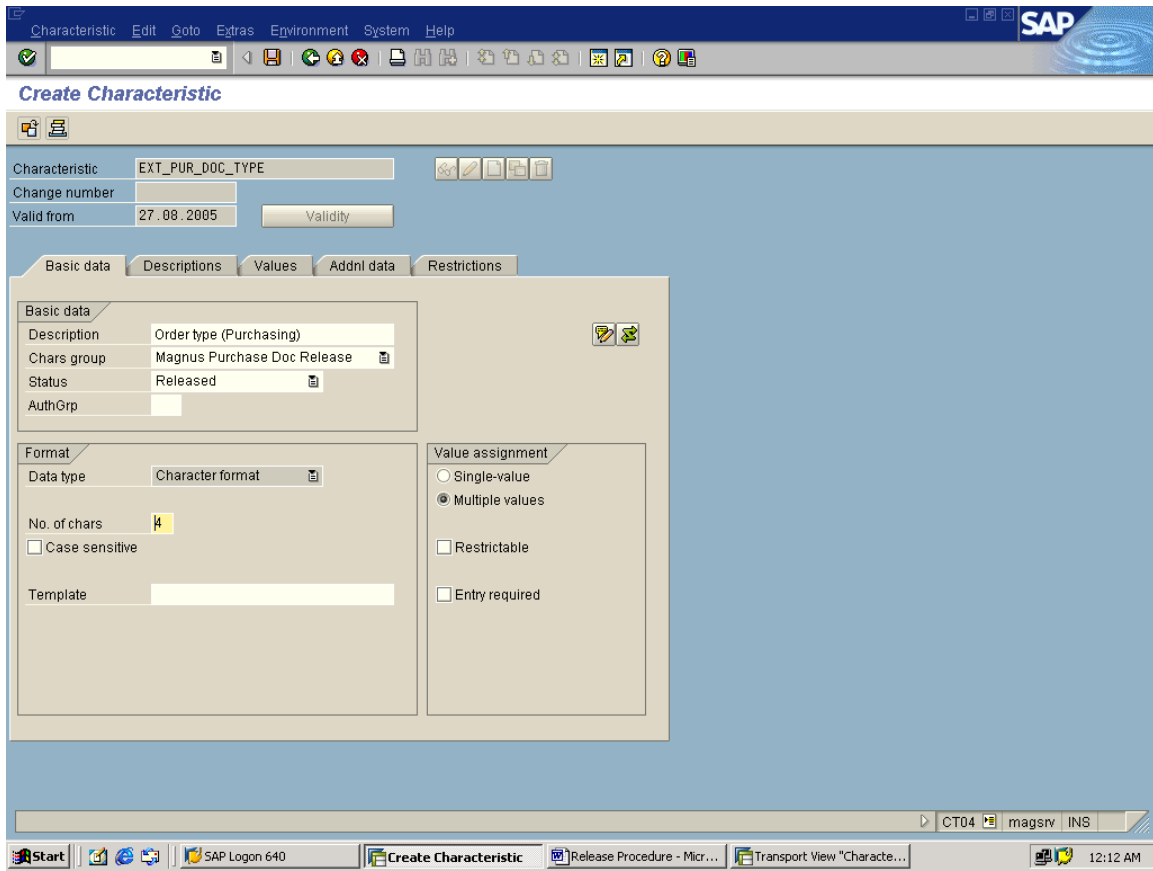 Characteristic Edit Goto Extras Environment System Help
SAP
Create Characteristic
Characteristic EXT_PUR_DOC_TYPE
Change number
Valid from 27.08.2005 Validity
Basic data Descriptions Values Addnl data Restrictions
Basic data
Description Order type (Purchasing)
Chars group Magnus Purchase Doc Release
Status Released
AuthGrp
Format Value assignment
Data type Character format Single-value
Multiple values
No. of chars 4
Case sensitive Restrictable
Template Entry required
CT04 magsrv INS
Start SAP Logon 640 Create Characteristic Release Procedure - Micr... Transport View "Characte... 12:12 AM